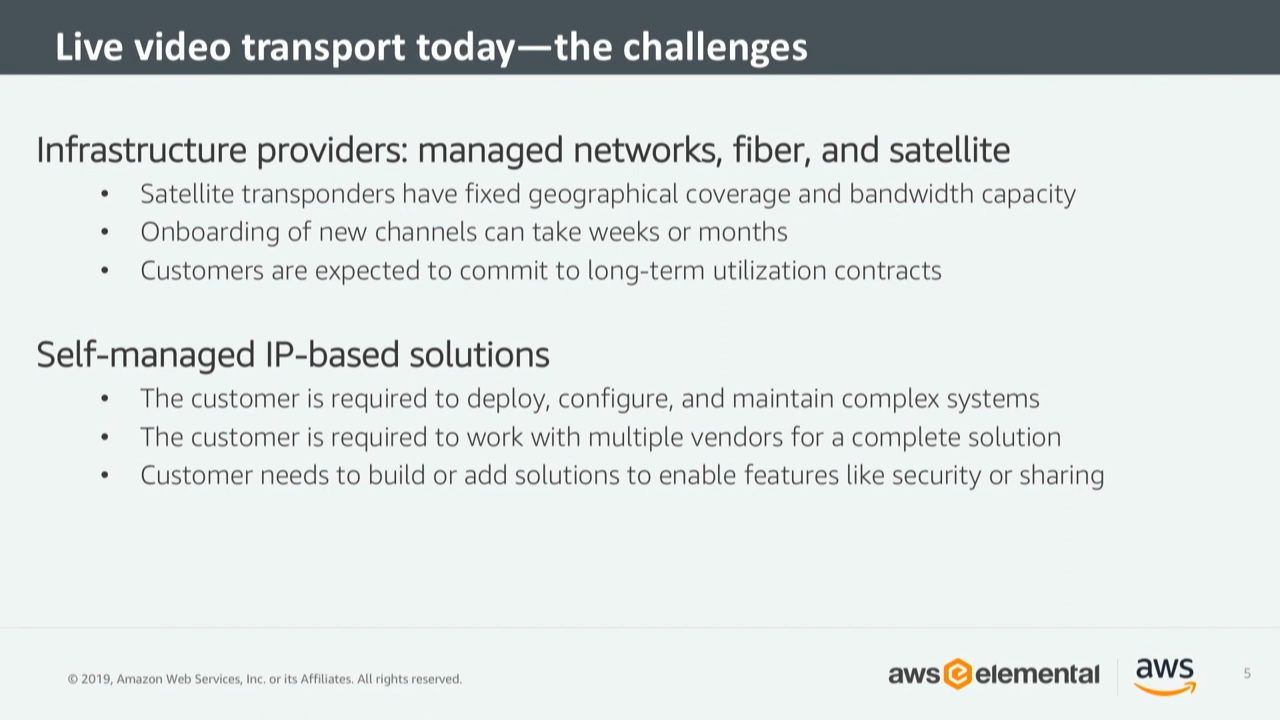 Live video transport today—the challenges
Infrastructure providers: managed networks, fiber, and satellite
• Satellite transponders have fixed geographical coverage and bandwidth capacity
• Onboarding of new channels can take weeks or months
• Customers are expected to commit to long-term utilization contracts
Self-managed IP-based solutions
• The customer is required to deploy, configure, and maintain complex systems
• The customer is required to work with multiple vendors for a complete solution
• Customer needs to build or add solutions to enable features like security or sharing
© 2019, Amazon Web Services, Inc. or its Affiliates. All rights reserved.
aws e elemental
aws
5